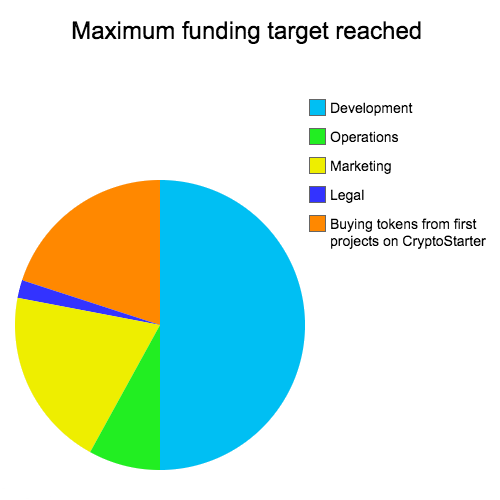 Maximum funding target reached
Development
Operations
Marketing
Legal
Buying tokens from first
projects on CryptoStarter